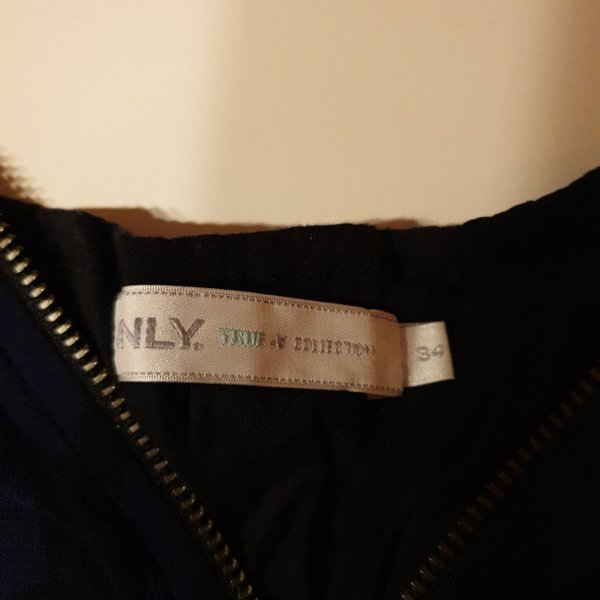 NLY. TRUE -X COLLECTION 34